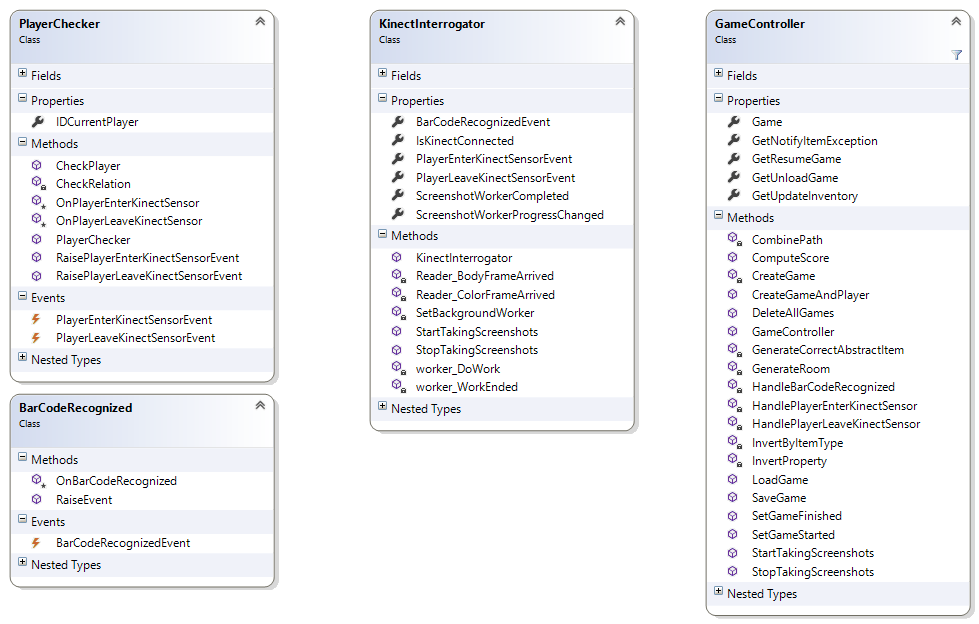 PlayerChecker
Class
Fields
Properties
IDCurrentPlayer
Methods
CheckPlayer
CheckRelation
OnPlayerEnterKinectSensor
OnPlayerLeaveKinectSensor
PlayerChecker
RaisePlayerEnterKinectSensorEvent
RaisePlayerLeaveKinectSensorEvent
Events
PlayerEnterKinectSensorEvent
PlayerLeaveKinectSensorEvent
Nested Types
BarCodeRecognized
Class
Methods
OnBarCodeRecognized
RaiseEvent
Events
BarCodeRecognizedEvent
Nested Types
KinectInterrogator
Class
Fields
Properties
BarCodeRecognizedEvent
IsKinectConnected
PlayerEnterKinectSensorEvent
PlayerLeaveKinectSensorEvent
ScreenshotWorkerCompleted
ScreenshotWorkerProgressChanged
Methods
KinectInterrogator
Reader_BodyFrameArrived
Reader_ColorFrameArrived
SetBackgroundWorker
StartTakingScreenshots
StopTakingScreenshots
worker_DoWork
worker_WorkEnded
Nested Types
GameController
Class
Fields
Properties
Game
GetNotifyItemException
GetResumeGame
GetUnloadGame
GetUpdateInventory
Methods
CombinePath
ComputeScore
CreateGame
CreateGameAndPlayer
DeleteAllGames
GameController
GenerateCorrectAbstractItem
GenerateRoom
HandleBarCodeRecognized
HandlePlayerEnterKinectSensor
HandlePlayerLeaveKinectSensor
InvertByItemType
InvertProperty
LoadGame
SaveGame
SetGameFinished
SetGameStarted
StartTakingScreenshots
StopTakingScreenshots
Nested Types